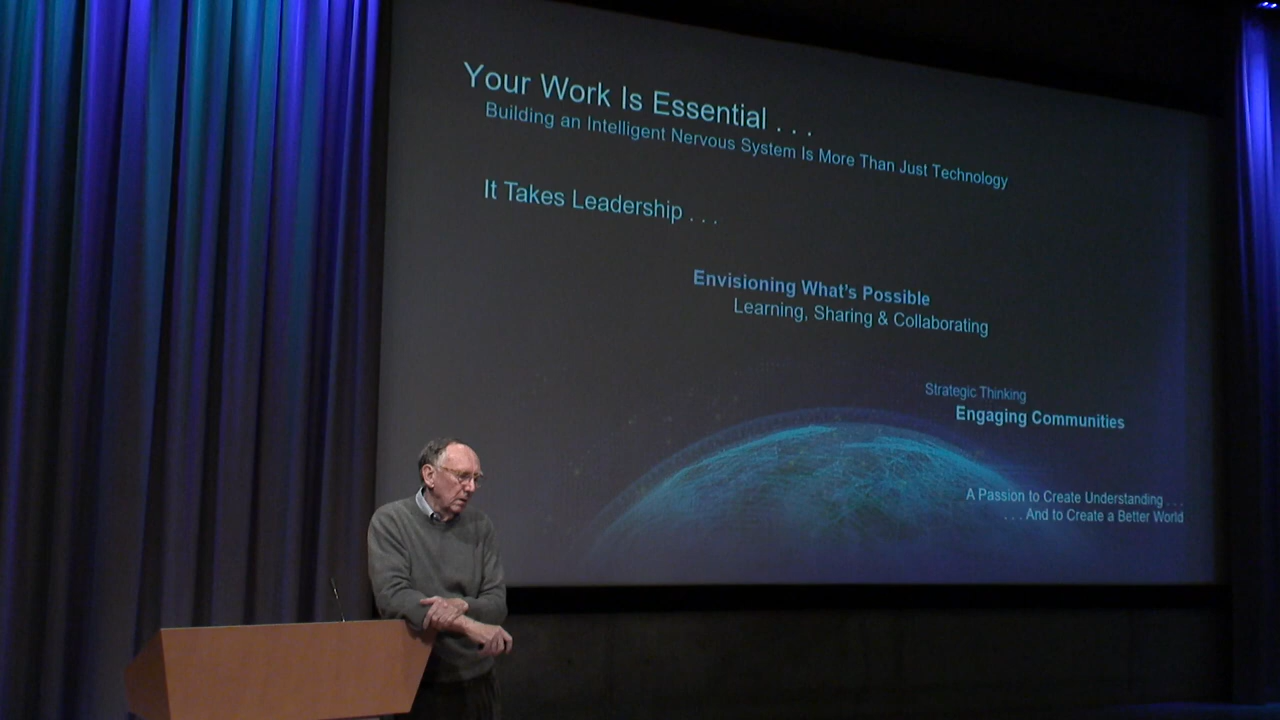 Your Work Is Essential . . .
Building an Intelligent Nervous System Is More Than Just Technology
It Takes Leadership . . .
Envisioning What's Possible
Learning, Sharing & Collaborating
Strategic Thinking
Engaging Communities
A Passion to Create Understanding . . .
. . . And to Create a Better World